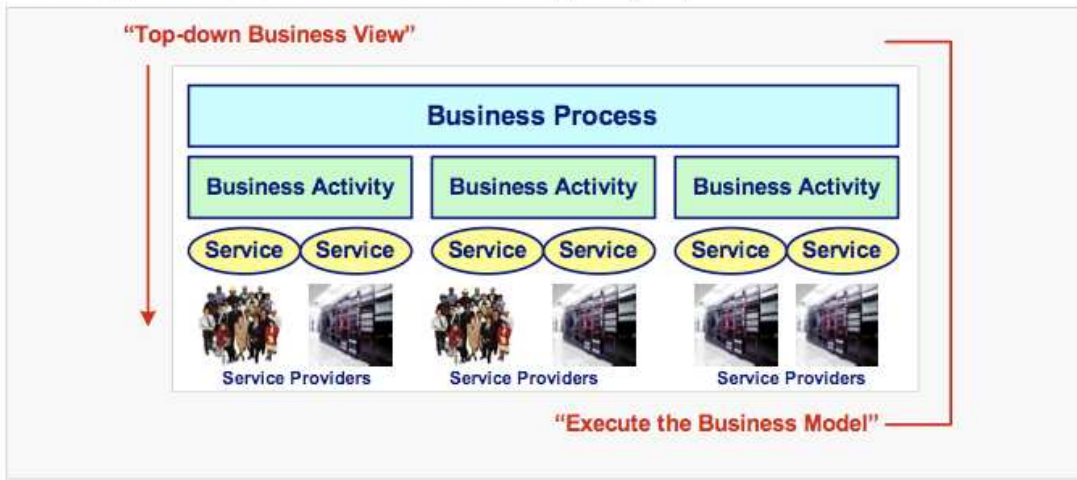 “Top-down Business View”
Business Process
Business Activity Business Activity Business Activity
Service Service Service Service Service Service
Service Providers Service Providers Service Providers
“Execute the Business Model”